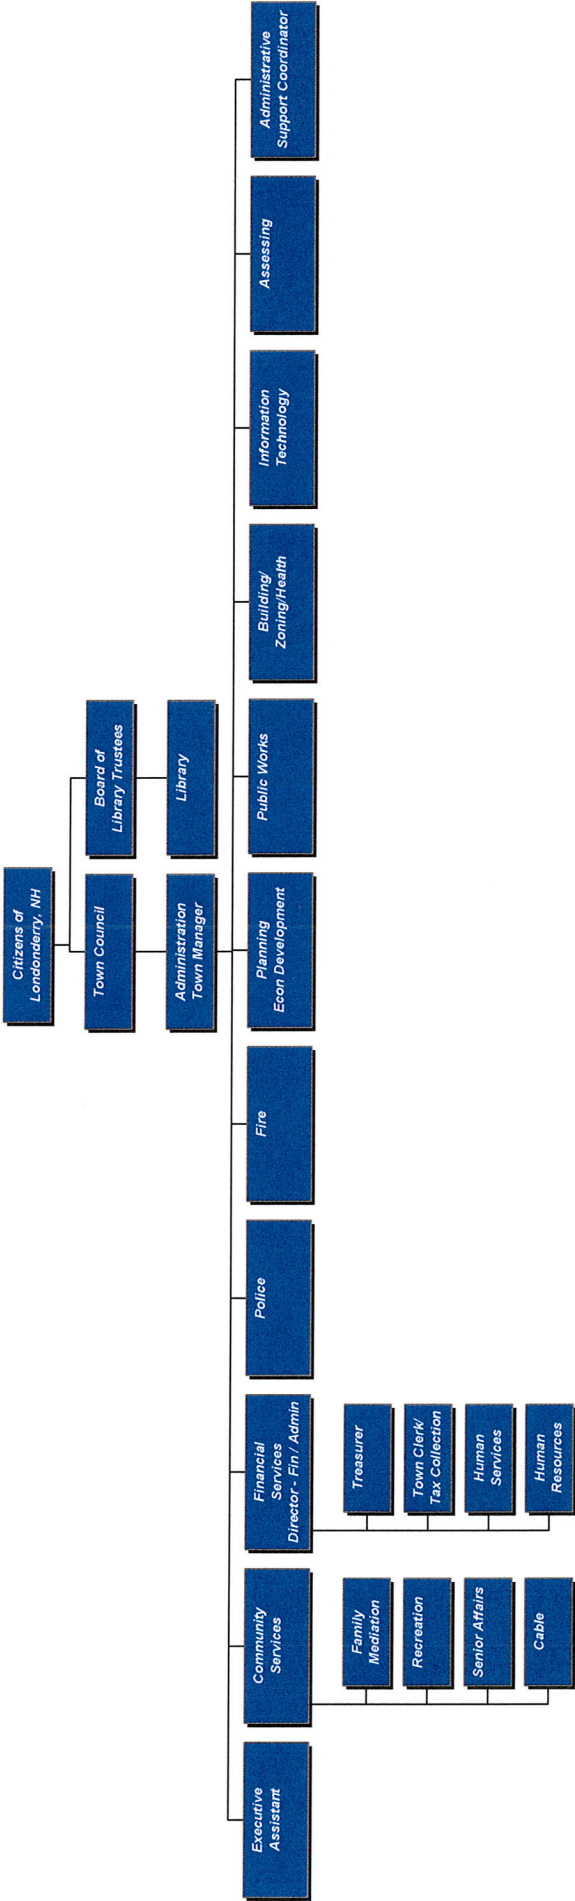 Citizens of
Londonderry, NH
Town Council
Board of
Library Trustees
Administration
Town Manager
Library
Executive
Assistant
Community
Services
Financial
Services
Director - Fin / Admin
Police
Fire
Planning
Econ Development
Public Works
Building/
Zoning/Health
Information
Technology
Assessing
Administrative
Support Coordinator
Family
Mediation
Recreation
Senior Affairs
Cable
Treasurer
Town Clerk/
Tax Collection
Human
Services
Human
Resources